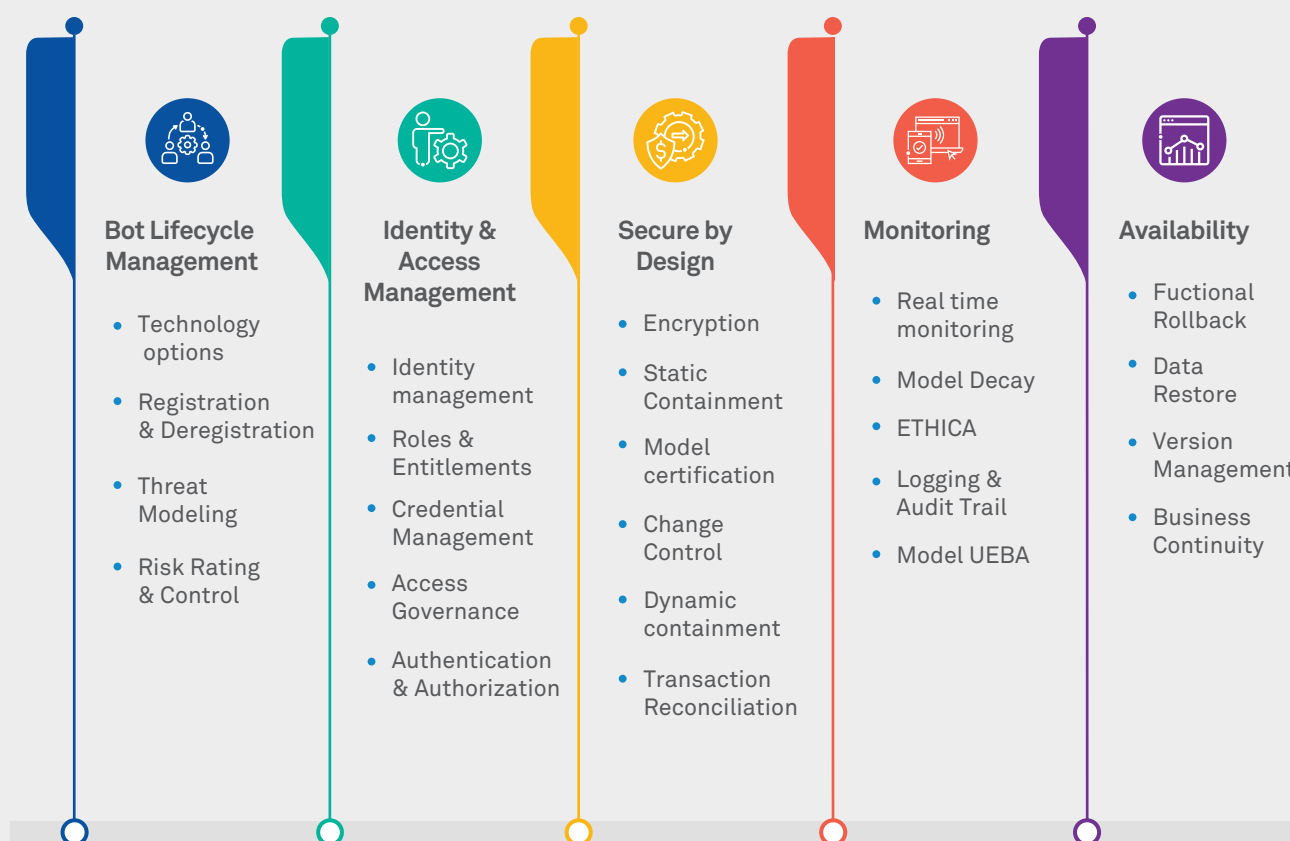 Bot Lifecycle
Management
• Technology
options
• Registration
& Deregistration
• Threat
Modeling
• Risk Rating
& Control
Identity &
Access
Management
• Identity
management
• Roles &
Entitlements
• Credential
Management
• Access
Governance
• Authentication
& Authorization
Secure by
Design
• Encryption
• Static
Containment
• Model
certification
• Change
Control
• Dynamic
containment
• Transaction
Reconciliation
Monitoring
• Real time
monitoring
• Model Decay
• ETHICA
• Logging &
Audit Trail
• Model UEBA
Availability
• Fuctional
Rollback
• Data
Restore
• Version
Management
• Business
Continuity